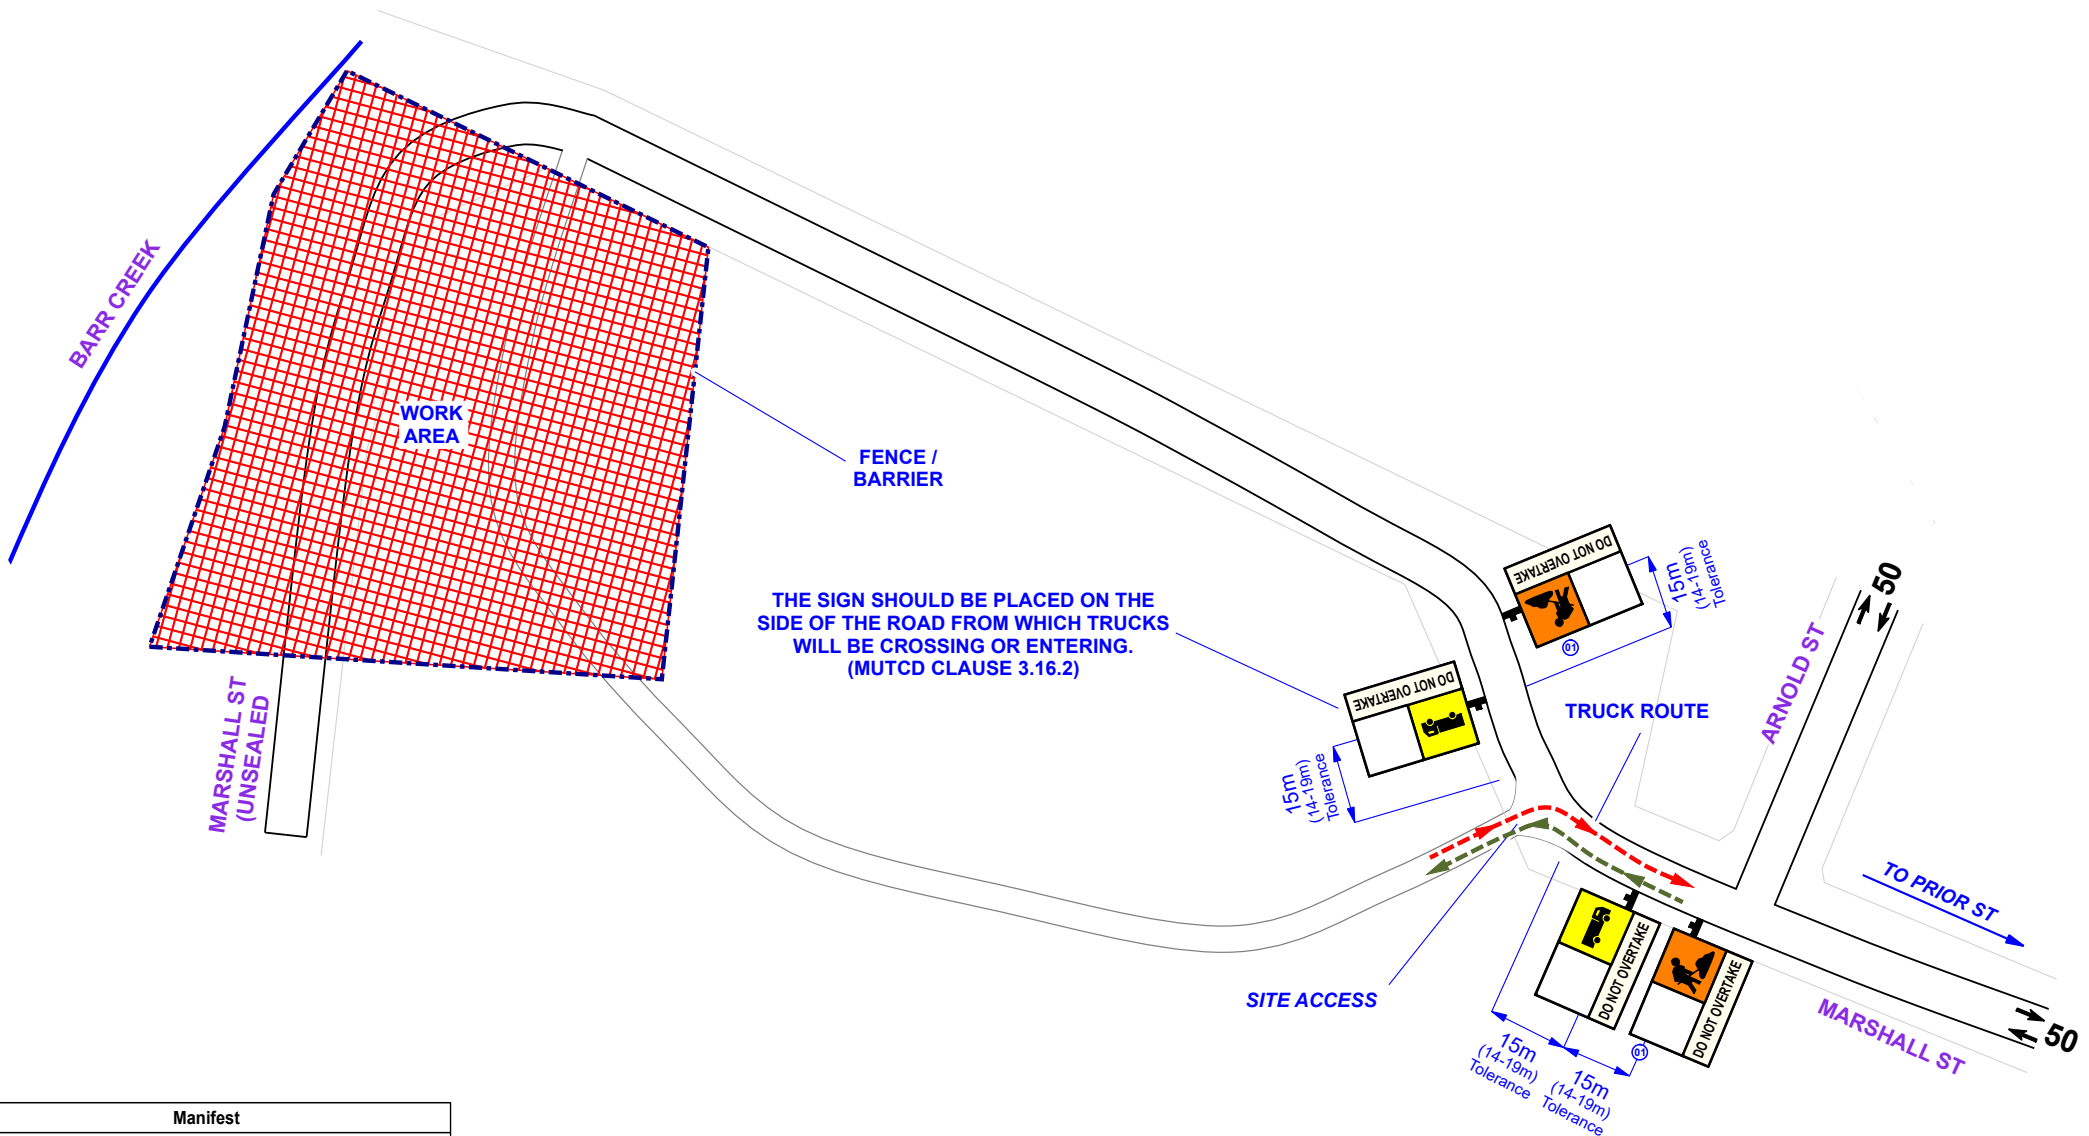 BARR CREEK
WORK
AREA
FENCE /
BARRIER
MARSHALL ST
(UNSEALED
THE SIGN SHOULD BE PLACED ON THE
SIDE OF THE ROAD FROM WHICH TRUCKS
WILL BE CROSSING OR ENTERING.
(MUTCD CLAUSE 3.16.2)
DO NOT OVERTAKE
01
15m
(14-19m)
Tolerance
DO NOT OVERTAKE
15m
(14-19m)
Tolerance
TRUCK ROUTE
ARNOLD ST
50
TO PRIOR ST
SITE ACCESS
DO NOT OVERTAKE
DO NOT OVERTAKE
01
15m
(14-19m)
Tolerance
15m
(14-19m)
Tolerance
MARSHALL ST
50
Manifest